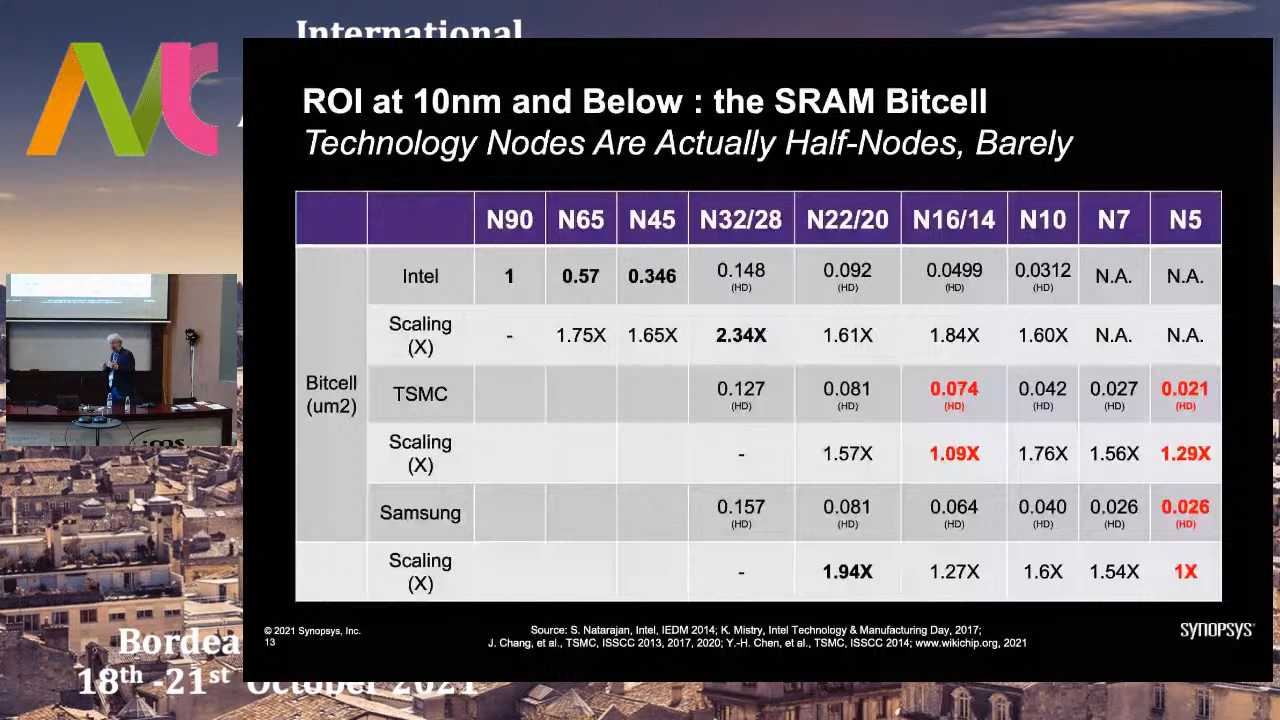 International
ROI at 10nm and Below : the SRAM Bitcell
Technology Nodes Are Actually Half-Nodes, Barely
N90 N65 N45 N32/28 N22/20 N16/14 N10 N7 N5
Bitcell (um2)
Intel 1 0.57 0.346 0.148 (HD) 0.092 (HD) 0.0499 (HD) 0.0312 (HD) N.A. N.A.
Scaling (X) - 1.75X 1.65X 2.34X 1.61X 1.84X 1.60X N.A. N.A.
TSMC 0.127 (HD) 0.081 (HD) 0.074 (HD) 0.042 (HD) 0.027 (HD) 0.021 (HD)
Scaling (X) - 1.57X 1.09X 1.76X 1.56X 1.29X
Samsung 0.157 (HD) 0.081 (HD) 0.064 (HD) 0.040 (HD) 0.026 (HD) 0.026 (HD)
Scaling (X) - 1.94X 1.27X 1.6X 1.54X 1X
© 2021 Synopsys, Inc.
13
Source: S. Natarajan, Intel, IEDM 2014; K. Mistry, Intel Technology & Manufacturing Day, 2017;
J. Chang, et al., TSMC, ISSCC 2013, 2017, 2020; Y.-H. Chen, et al., TSMC, ISSCC 2014; www.wikichip.org, 2021
SYNOPSYS
Bordea
18th -21st October 2021
ims